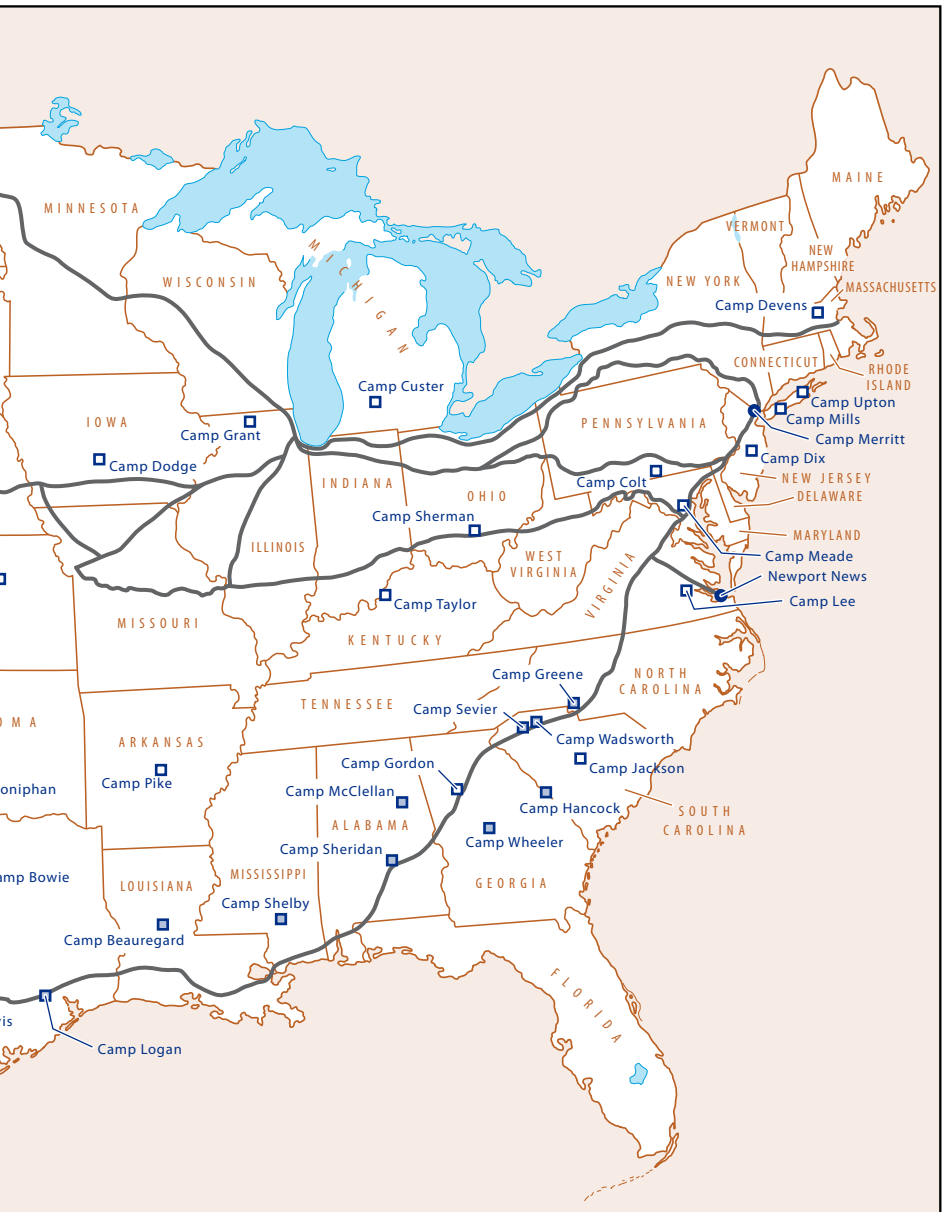 MAINE
MINNESOTA
VERMONT
NEW
HAMPSHIRE
MICHIGAN
WISCONSIN
NEW YORK
MASSACHUSETTS
Camp Devens
CONNECTICUT
RHODE
ISLAND
Camp Custer
Camp Upton
Camp Mills
IOWA
Camp Grant
PENNSYLVANIA
Camp Merritt
Camp Dix
Camp Dodge
INDIANA
Camp Colt
NEW JERSEY
OHIO
DELAWARE
Camp Sherman
MARYLAND
ILLINOIS
WEST
VIRGINIA
Camp Meade
VIRGINIA
Newport News
Camp Taylor
Camp Lee
MISSOURI
KENTUCKY
Camp Greene
NORTH
CAROLINA
TENNESSEE
Camp Sevier
OMA
ARKANSAS
Camp Wadsworth
Camp Gordon
Camp Jackson
Camp Pike
oniphan
Camp McClellan
Camp Hancock
SOUTH
CAROLINA
ALABAMA
Camp Wheeler
Camp Sheridan
amp Bowie
LOUISIANA
MISSISSIPPI
GEORGIA
Camp Shelby
Camp Beauregard
FLORIDA
vis
Camp Logan